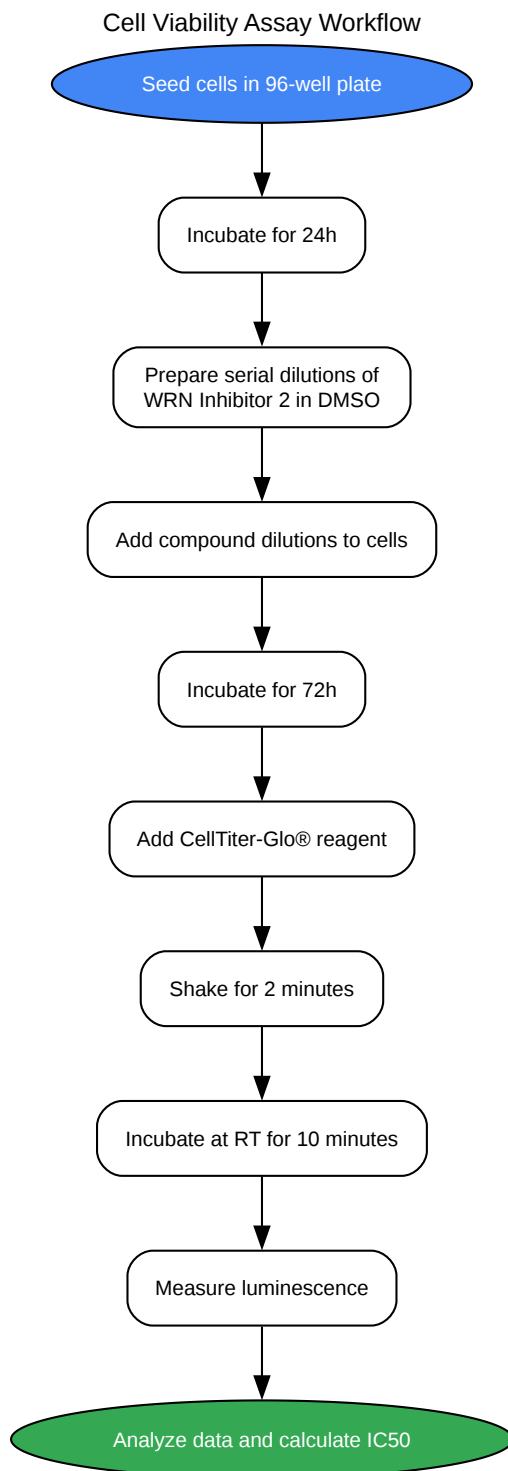 Cell Viability Assay Workflow
Seed cells in 96-well plate
Incubate for 24h
Prepare serial dilutions of
WRN Inhibitor 2 in DMSO
Add compound dilutions to cells
Incubate for 72h
Add CellTiter-Glo® reagent
Shake for 2 minutes
Incubate at RT for 10 minutes
Measure luminescence
Analyze data and calculate IC50